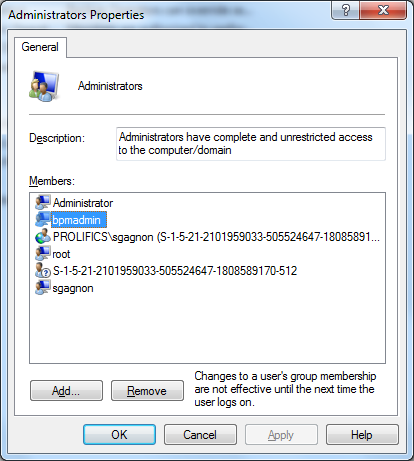 Administrators Properties
General
Administrators
Description:
Administrators have complete and unrestricted access
to the computer/domain
Members:
Administrator
bpmadmin
PROLIFICS\sgagnon (S-1-5-21-2101959033-505524647-18085891...
root
S-1-5-21-2101959033-505524647-1808589170-512
sgagnon
Add...
Remove
Changes to a user's group membership
are not effective until the next time the
user logs on.
OK
Cancel
Apply
Help